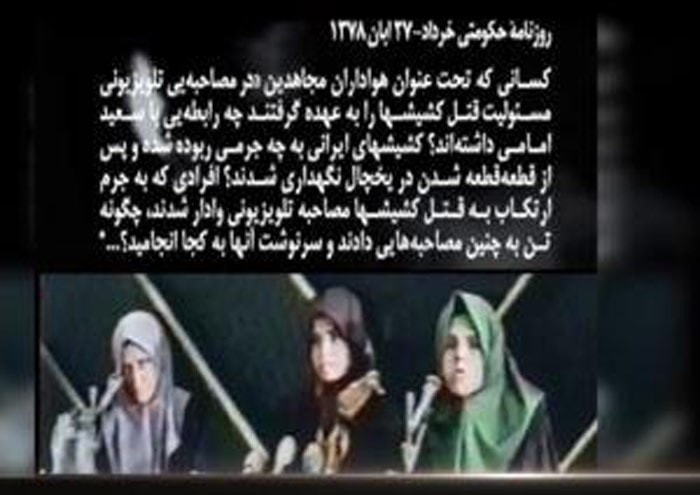 روزنامهٔ حکومتی خرداد-۲۷ ابان ۱۳۷۸
کسانی که تحت عنوان هواداران مجاهدین «در مصاحبه‌یی تلویزیونی
مسئولیت قتل کشیشها را به عهده گرفتند چه رابطه‌یی با سعید
امامی داشته‌اند؟ کشیشهای ایرانی به چه جرمی ربوده شده و پس
از قطعه‌قطعه شدن در یخچال نگهداری شدند؟ افرادی که به جرم
ارتکاب به قتل کشیشها مصاحبه تلویزیونی وادار شدند، چگونه
تن به چنین مصاحبه‌هایی دادند و سرنوشت آنها به کجا انجامید؟..."